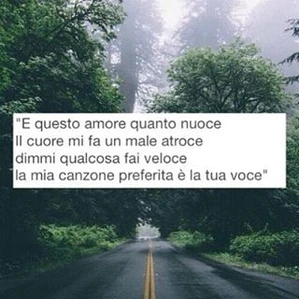 "E questo amore quanto nuoce
Il cuore mi fa un male atroce
dimmi qualcosa fai veloce
la mia canzone preferita è la tua voce"